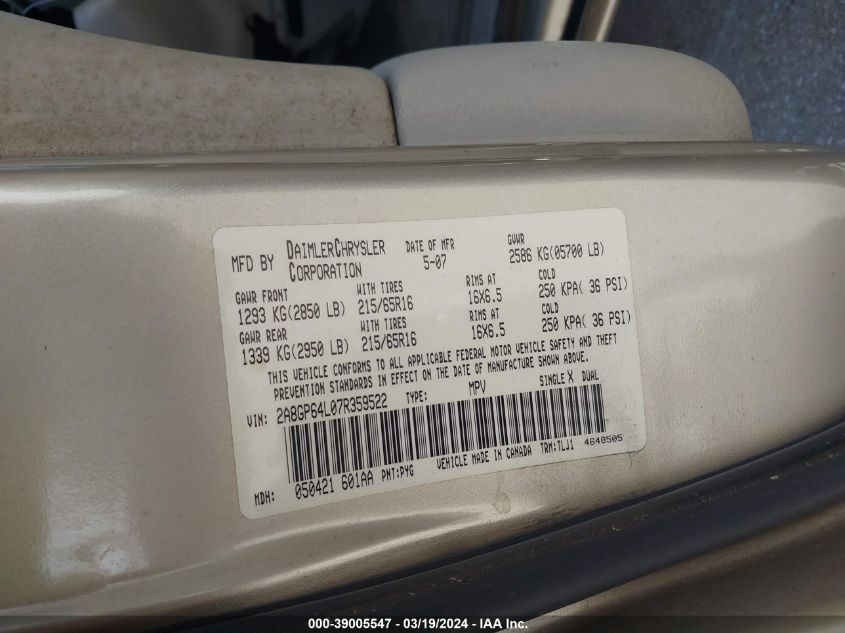 MFD BY DAIMLERCHRYSLER CORPORATION DATE OF MFR 5-07 GVWR 2586 KG(05700 LB)
GAWR FRONT WITH TIRES RIMS AT COLD
1293 KG(2850 LB) 215/65R16 16X6.5 250 KPA( 36 PSI)
GAWR REAR WITH TIRES RIMS AT COLD
1339 KG(2950 LB) 215/65R16 16X6.5 250 KPA( 36 PSI)
THIS VEHICLE CONFORMS TO ALL APPLICABLE FEDERAL MOTOR VEHICLE SAFETY AND THEFT
PREVENTION STANDARDS IN EFFECT ON THE DATE OF MANUFACTURE SHOWN ABOVE.
VIN: 2A8GP64L07R359522 TYPE: MPV SINGLE X DUAL
MDH: 050421 601AA PNT:PYG VEHICLE MADE IN CANADA TRM:TLJ1 4648505
000-39005547 - 03/19/2024 - IAA Inc.